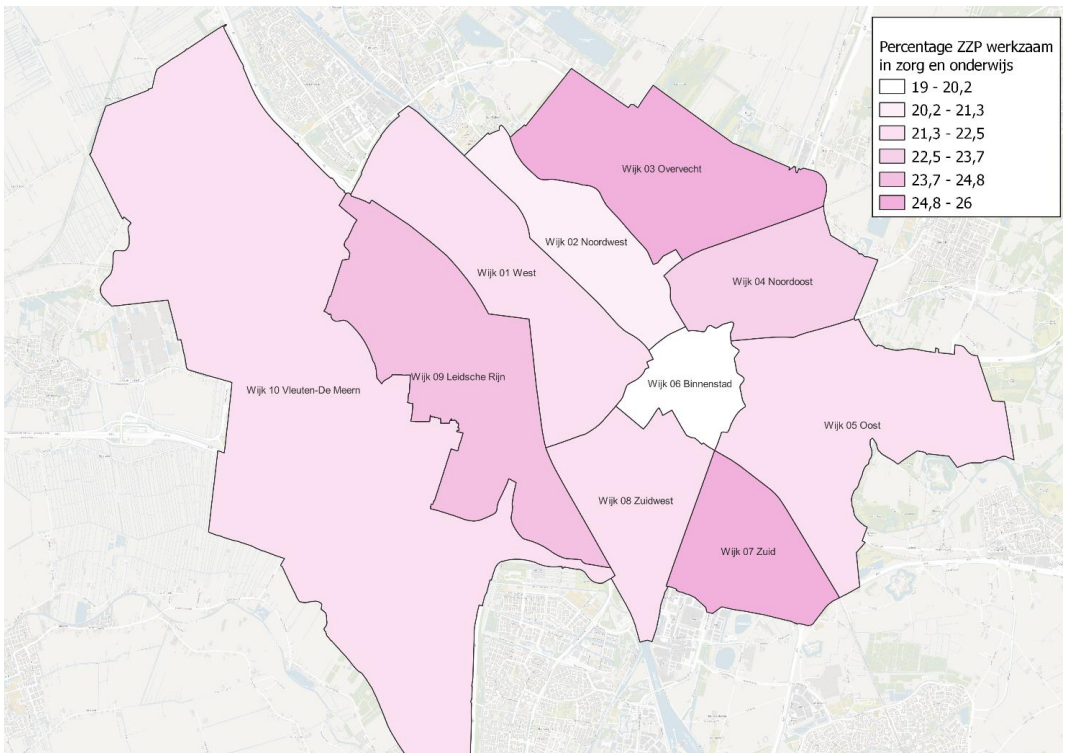 Percentage ZZP werkzaam
in zorg en onderwijs
19 - 20,2
20,2 - 21,3
21,3 - 22,5
22,5 - 23,7
23,7 - 24,8
24,8 - 26
Wijk 03 Overvecht
Wijk 02 Noordwest
Wijk 01 West
Wijk 04 Noordoost
Wijk 09 Leidsche Rijn
Wijk 06 Binnenstad
Wijk 10 Vleuten-De Meern
Wijk 05 Oost
Wijk 08 Zuidwest
Wijk 07 Zuid